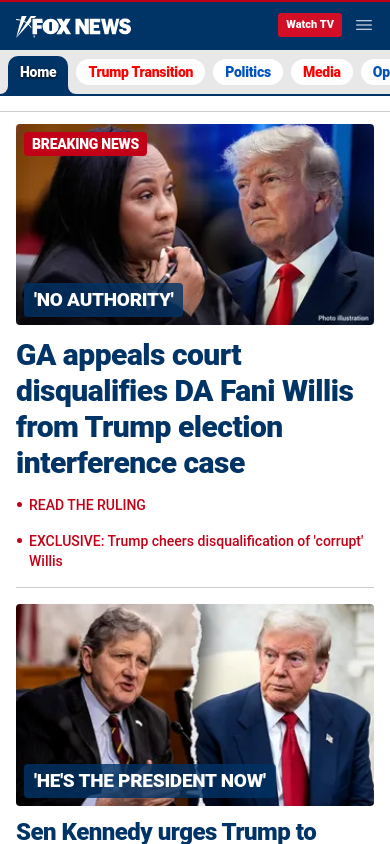 FOX NEWS
Watch TV
Home
Trump Transition
Politics
Media
Op
BREAKING NEWS
'NO AUTHORITY'
Photo illustration
GA appeals court
disqualifies DA Fani Willis
from Trump election
interference case
• READ THE RULING
• EXCLUSIVE: Trump cheers disqualification of 'corrupt'
Willis
'HE'S THE PRESIDENT NOW'
Sen Kennedy urges Trump to